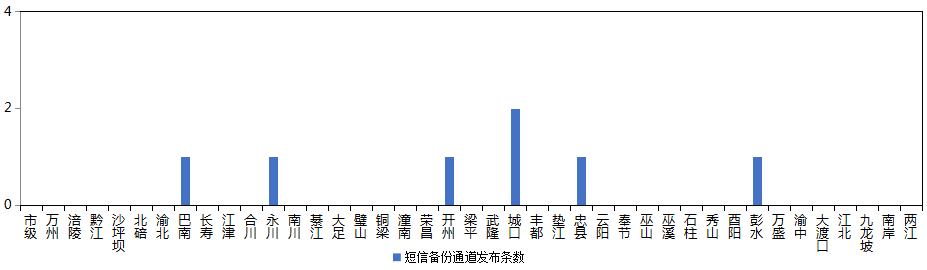 4
2
0
市级 万州 涪陵 黔江 沙坪坝 北碚 渝北 巴南 长寿 江津 合川 永川 南川 綦江 大足 璧山 铜梁 潼南 荣昌 开州 梁平 武隆 城口 丰都 垫江 忠县 云阳 奉节 巫山 巫溪 石柱 秀山 酉阳 彭水 万盛 渝中 大渡口 江北 九龙坡 南岸 两江
短信备份通道发布条数